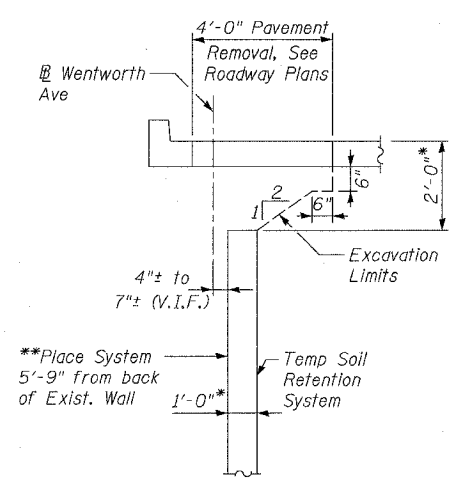 4'-0" Pavement
Removal, See
Roadway Plans
℄ Wentworth
Ave
2'-0"*
6"
6"
2
1
Excavation
Limits
4"± to
7"± (V.I.F.)
**Place System
5'-9" from back
of Exist. Wall
1'-0"*
Temp Soil
Retention
System